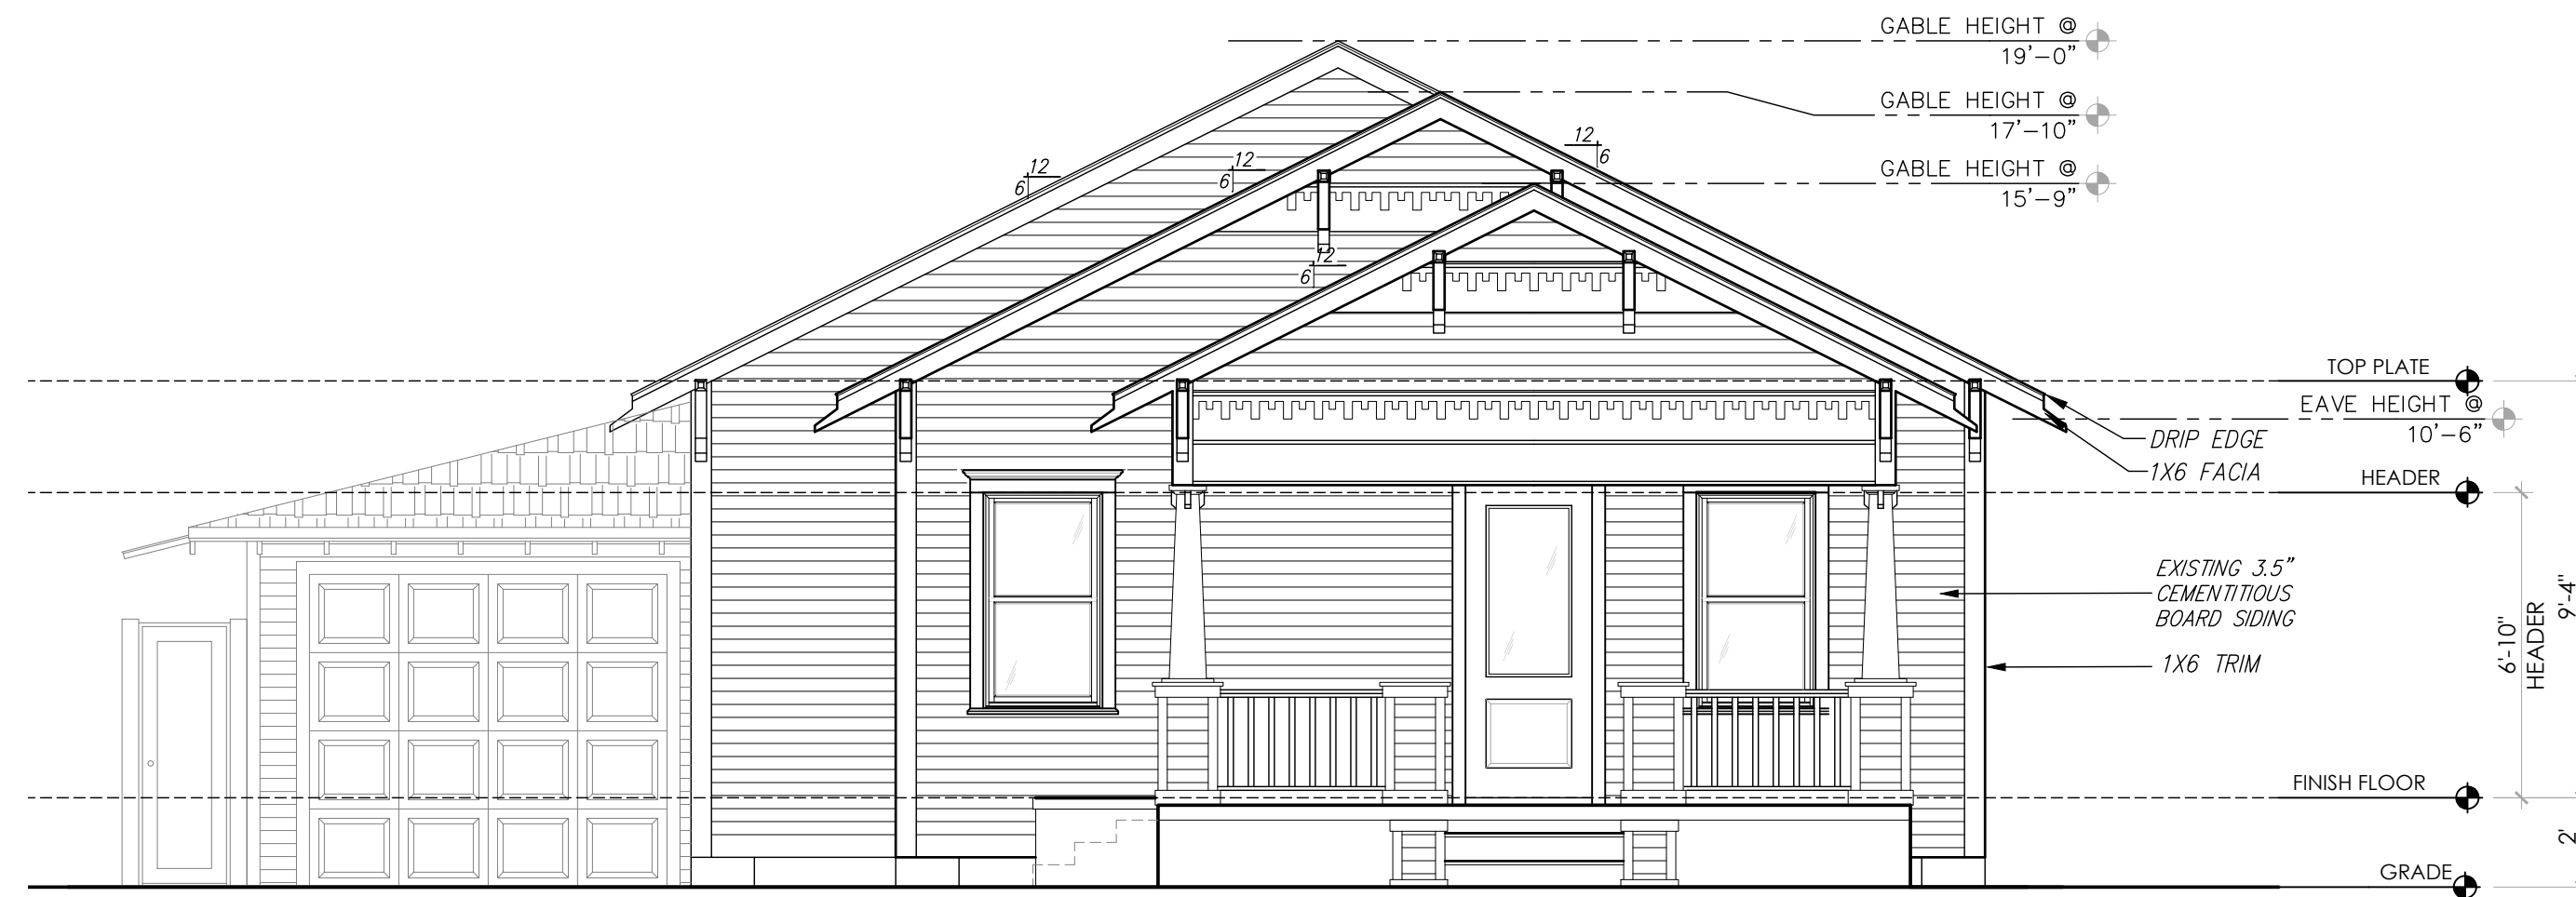 GABLE HEIGHT @
19'-0"
GABLE HEIGHT @
17'-10"
GABLE HEIGHT @
15'-9"
12
6
12
6
12
6
12
6
TOP PLATE
EAVE HEIGHT @
10'-6"
DRIP EDGE
1X6 FACIA
HEADER
EXISTING 3.5"
CEMENTITIOUS
BOARD SIDING
1X6 TRIM
6'-10"
HEADER
9'-4"
FINISH FLOOR
2'
GRADE